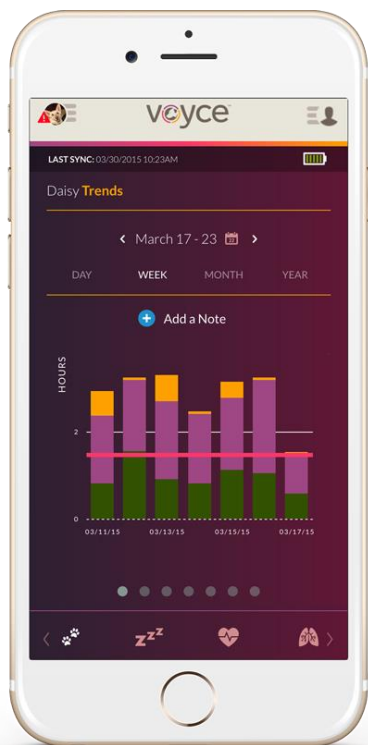 voyce
LAST SYNC: 03/30/2015 10:23AM
Daisy Trends
March 17 - 23
DAY WEEK MONTH YEAR
Add a Note
HOURS
2
0
03/11/15 03/13/15 03/15/15 03/17/15
zzz